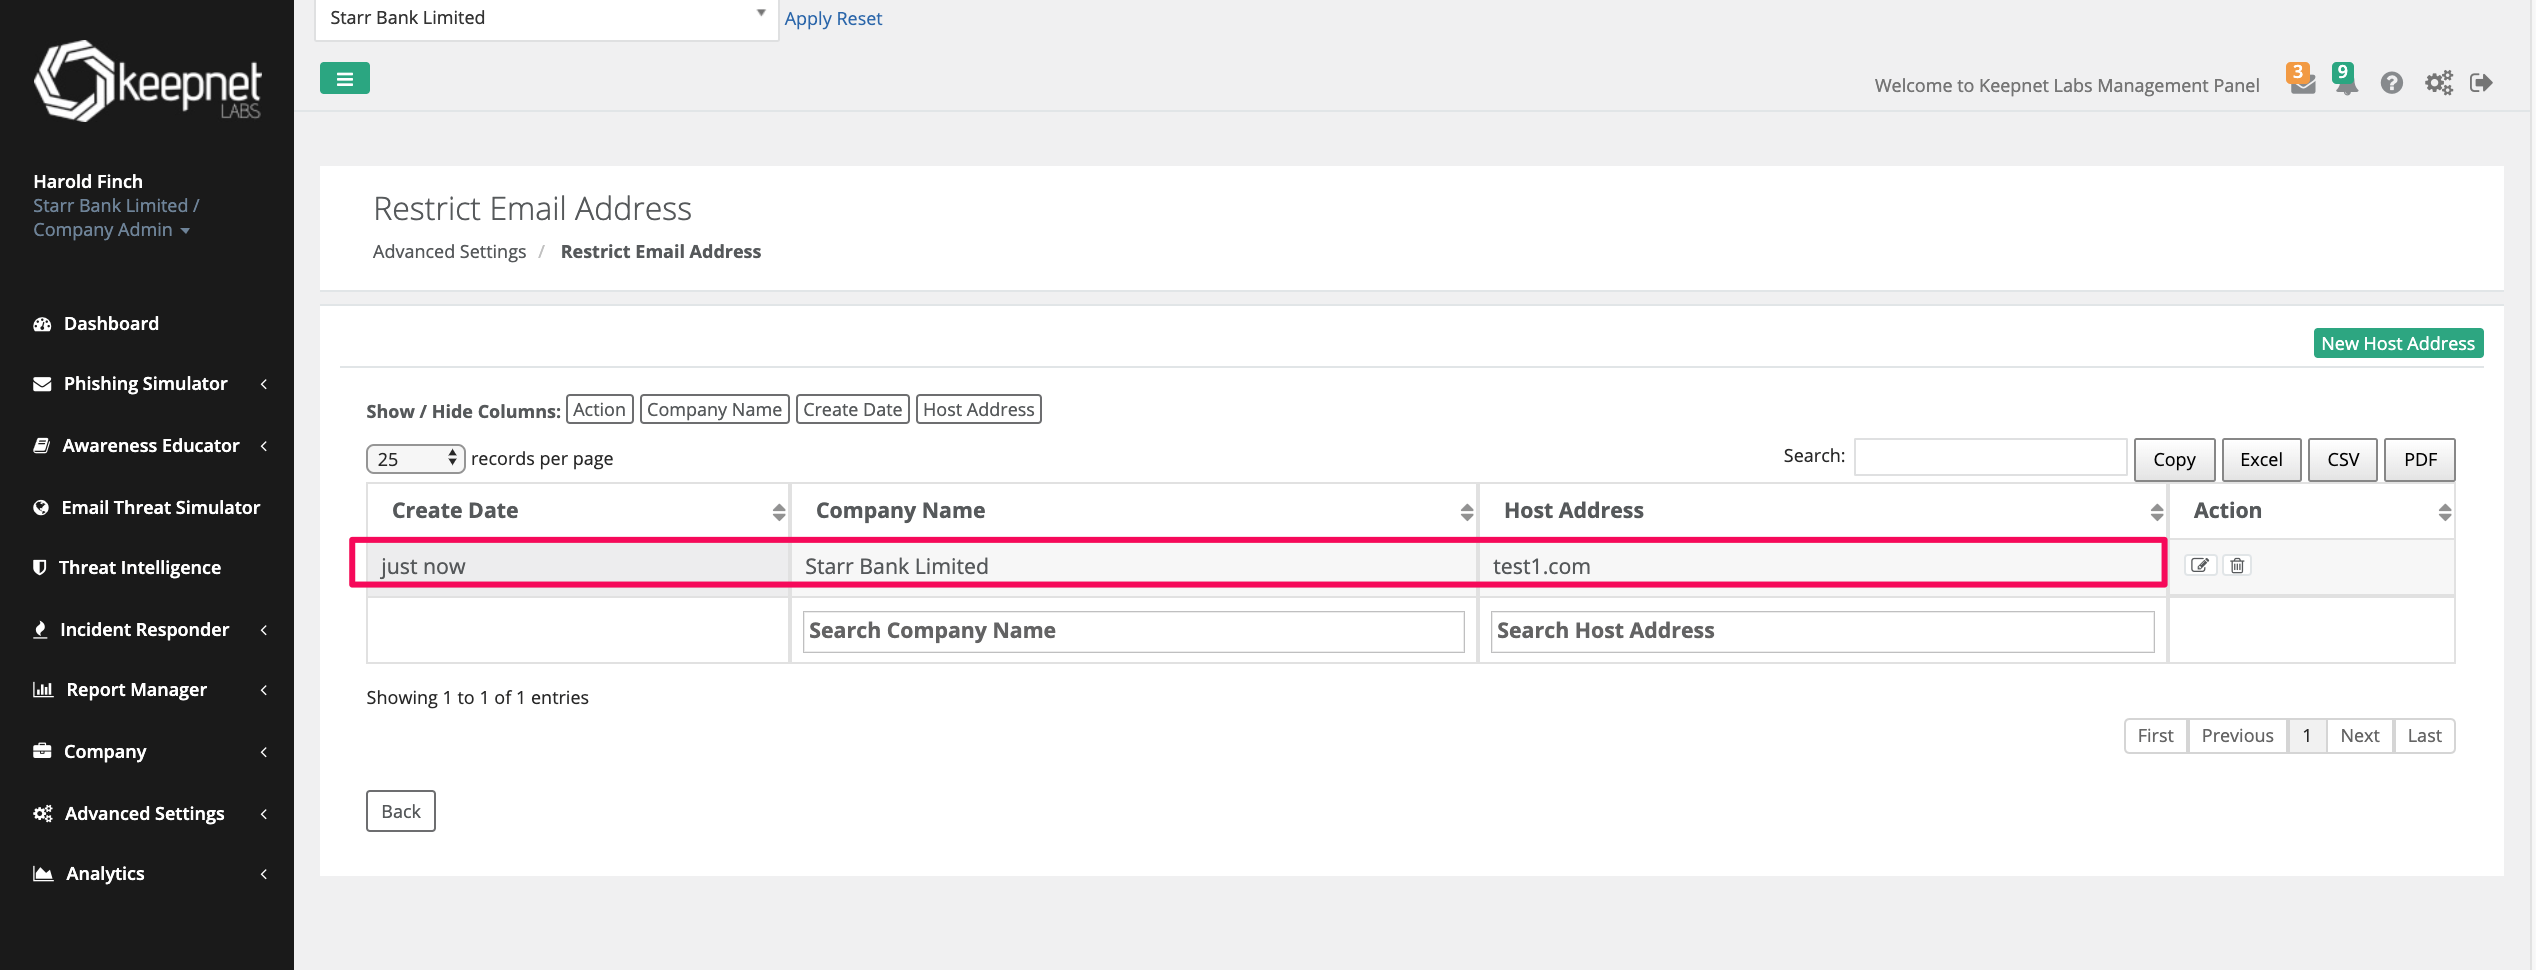 Starr Bank Limited
Apply Reset
keepnet
LABS
Welcome to Keepnet Labs Management Panel
3
9
Harold Finch
Starr Bank Limited /
Company Admin
Dashboard
Phishing Simulator
Awareness Educator
Email Threat Simulator
Threat Intelligence
Incident Responder
Report Manager
Company
Advanced Settings
Analytics
Restrict Email Address
Advanced Settings / Restrict Email Address
New Host Address
Show / Hide Columns: Action Company Name Create Date Host Address
25 records per page
Search: Copy Excel CSV PDF
Create Date Company Name Host Address Action
just now Starr Bank Limited test1.com
Search Company Name Search Host Address
Showing 1 to 1 of 1 entries
First Previous 1 Next Last
Back